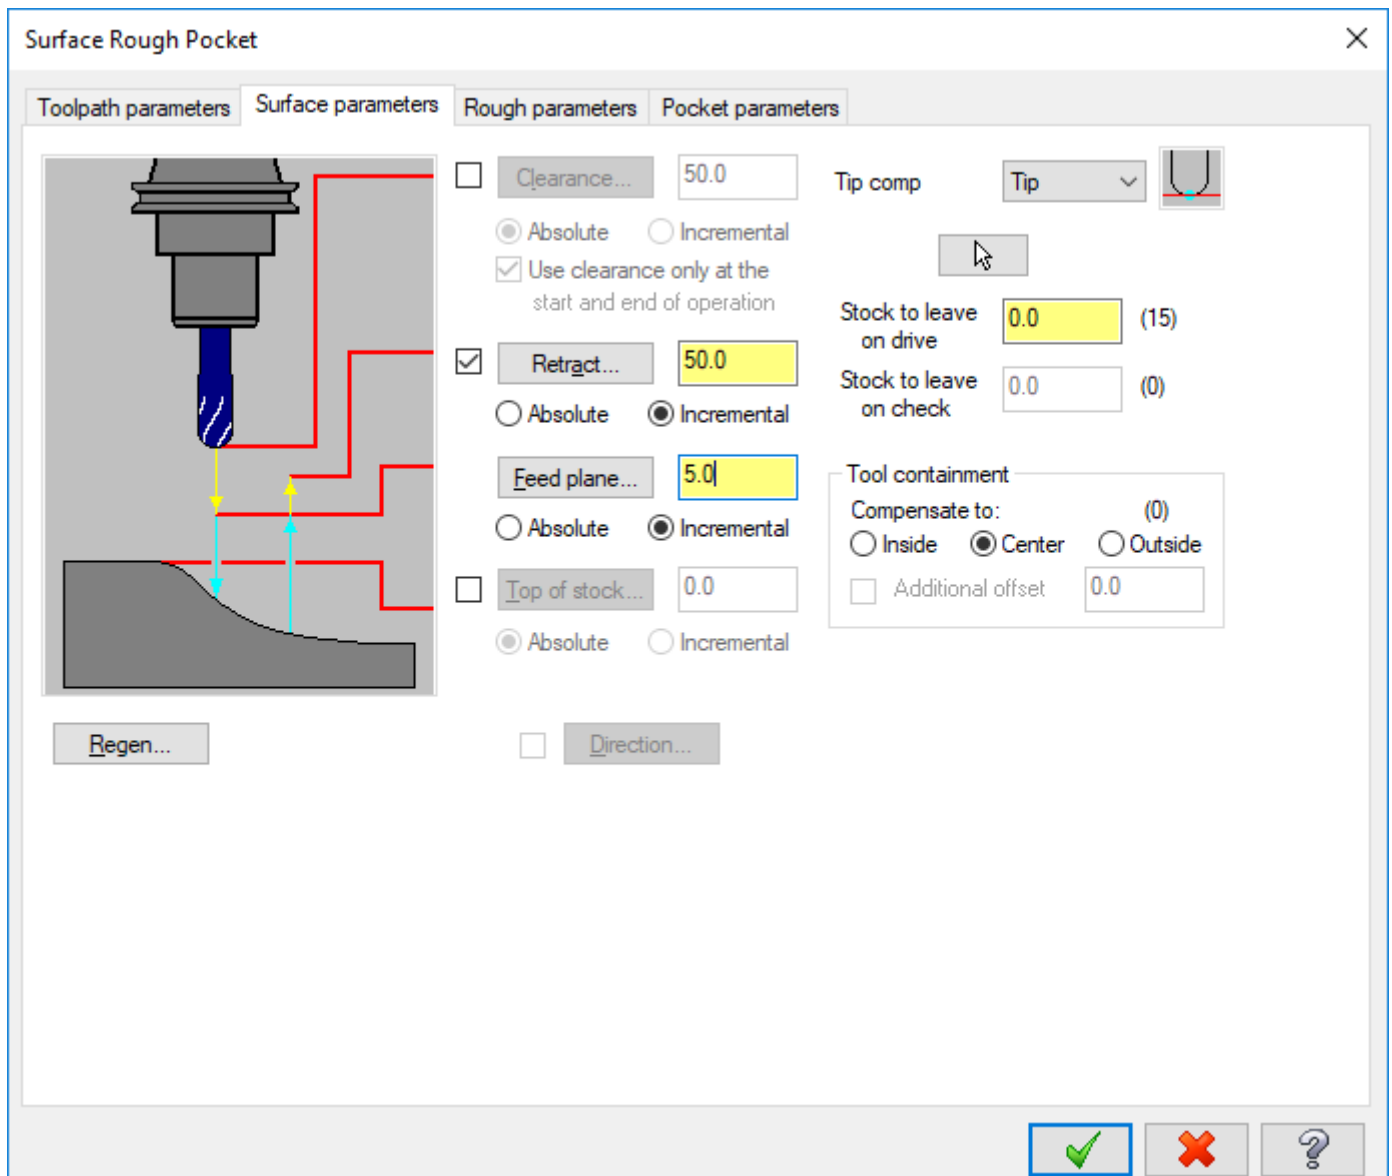 Surface Rough Pocket
Toolpath parameters
Surface parameters
Rough parameters
Pocket parameters
Clearance...
50.0
Absolute
Incremental
Use clearance only at the
start and end of operation
Retract...
50.0
Absolute
Incremental
Feed plane...
5.0
Absolute
Incremental
Top of stock...
0.0
Absolute
Incremental
Tip comp
Tip
Stock to leave
on drive
0.0
(15)
Stock to leave
on check
0.0
(0)
Tool containment
Compensate to:
(0)
Inside
Center
Outside
Additional offset
0.0
Regen...
Direction...